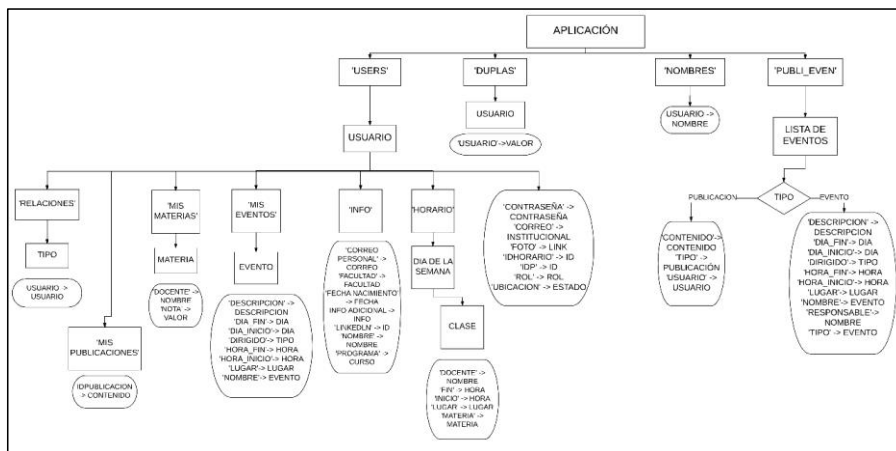 APLICACIÓN
'USERS'
'DUPLAS'
'NOMBRES'
'PUBLI_EVEN'
USUARIO
'USUARIO'->VALOR
USUARIO ->
NOMBRE
LISTA DE
EVENTOS
USUARIO
'RELACIONES'
'MIS
MATERIAS'
'MIS
EVENTOS'
'INFO'
'HORARIO'
'CONTRASEÑA' ->
CONTRASEÑA
'CORREO' ->
INSTITUCIONAL
'FOTO' -> LINK
'IDHORARIO' -> ID
'IDP' -> ID
'ROL' -> ROL
'UBICACION' -> ESTADO
PUBLICACION
TIPO
EVENTO
'CONTENIDO'->
CONTENIDO
'TIPO' ->
PUBLICACIÓN
'USUARIO' ->
USUARIO
'DESCRIPCION' ->
DESCRIPCION
'DIA_FIN'-> DIA
'DIA_INICIO'-> DIA
'DIRIGIDO'-> TIPO
'HORA_FIN'-> HORA
'HORA_INICIO'-> HORA
'LUGAR'-> LUGAR
'NOMBRE'-> EVENTO
'RESPONSABLE'->
NOMBRE
'TIPO' -> EVENTO
TIPO
USUARIO ->
USUARIO
'MIS
PUBLICACIONES'
IDPUBLICACION
-> CONTENIDO
MATERIA
'DOCENTE' ->
NOMBRE
'NOTA' ->
VALOR
EVENTO
'DESCRIPCION' ->
DESCRIPCION
'DIA_FIN'-> DIA
'DIA_INICIO'-> DIA
'DIRIGIDO'-> TIPO
'HORA_FIN'-> HORA
'HORA_INICIO'-> HORA
'LUGAR'-> LUGAR
'NOMBRE'-> EVENTO
'CORREO
PERSONAL' ->
CORREO
'FACULTAD' ->
FACULTAD
'FECHA NACIMIENTO'
-> FECHA
INFO ADICIONAL ->
INFO
'LINKEDLN' -> ID
'NOMBRE' ->
NOMBRE
'PROGRAMA' ->
CURSO
DIA DE LA
SEMANA
CLASE
'DOCENTE' ->
NOMBRE
'FIN' -> HORA
'INICIO' -> HORA
'LUGAR' -> LUGAR
'MATERIA' ->
MATERIA